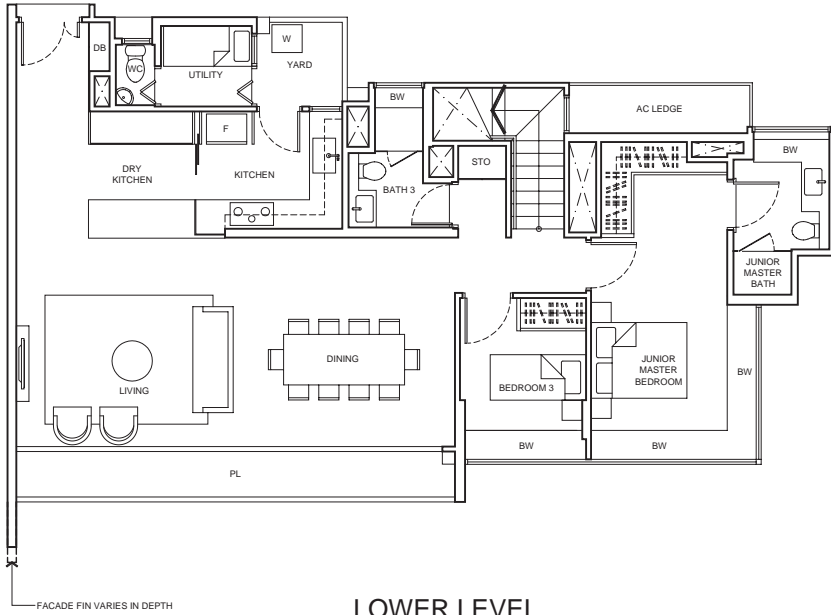 DB
WC
UTILITY
W
YARD
BW
AC LEDGE
F
DRY
KITCHEN
KITCHEN
BATH 3
STO
BW
JUNIOR
MASTER
BATH
LIVING
DINING
BEDROOM 3
JUNIOR
MASTER
BEDROOM
BW
BW
BW
PL
FACADE FIN VARIES IN DEPTH
LOWER LEVEL